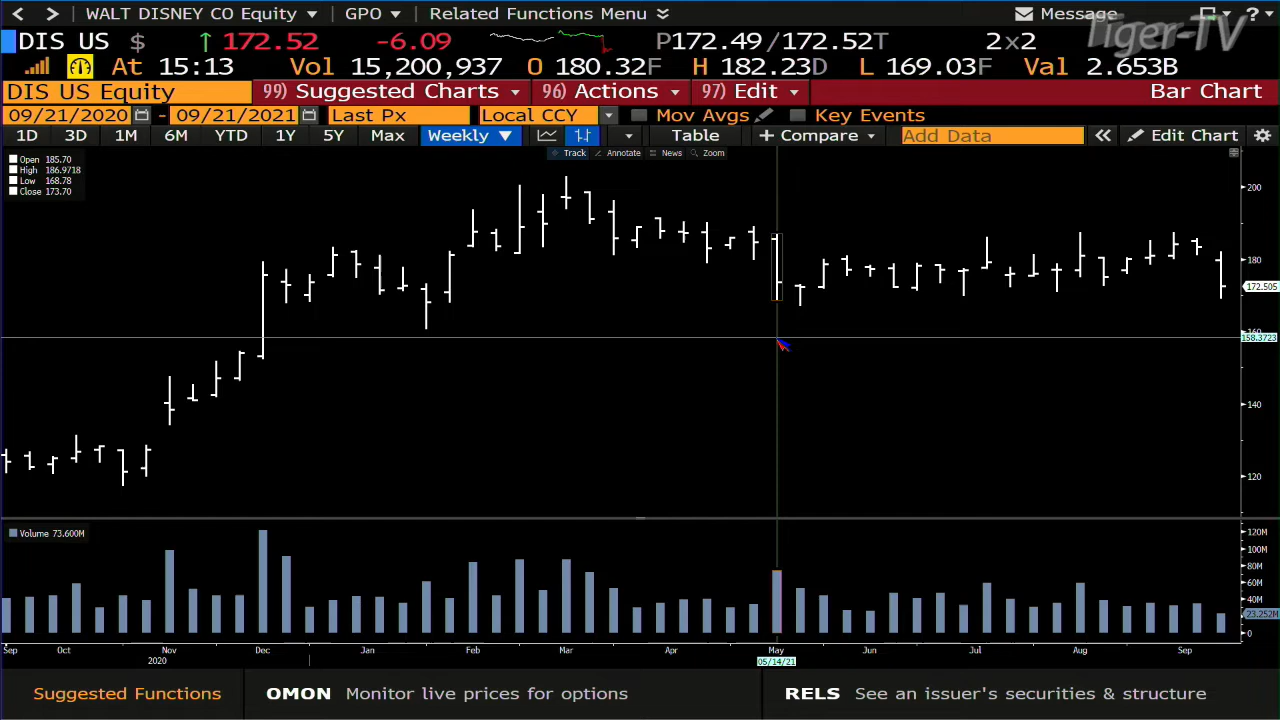 WALT DISNEY CO Equity GPO Related Functions Menu Message ?
Tiger-TV
DIS US $ ↑ 172.52 -6.09 P172.49/172.52T 2x2
At 15:13 Vol 15,200,937 O 180.32F H 182.23D L 169.03F Val 2.653B
DIS US Equity 99) Suggested Charts 96) Actions 97) Edit Bar Chart
09/21/2020 - 09/21/2021 Last Px Local CCY Mov Avgs Key Events
1D 3D 1M 6M YTD 1Y 5Y Max Weekly ▼ Table + Compare Add Data « Edit Chart
Track Annotate News Zoom
Open 185.70
High 186.9718
Low 168.78
Close 173.70
200
180
172.505
160
158.3723
140
120
Volume 73.600M
120M
100M
80M
60M
40M
23.252M
0
Sep Oct Nov Dec Jan Feb Mar Apr May Jun Jul Aug Sep
2020 05/14/21
Suggested Functions OMON Monitor live prices for options RELS See an issuer's securities & structure